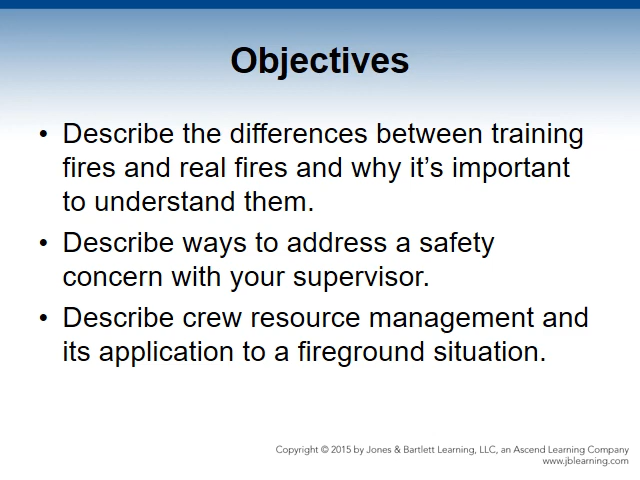 Objectives
• Describe the differences between training
fires and real fires and why it’s important
to understand them.
• Describe ways to address a safety
concern with your supervisor.
• Describe crew resource management and
its application to a fireground situation.
Copyright © 2015 by Jones & Bartlett Learning, LLC, an Ascend Learning Company
www.jblearning.com